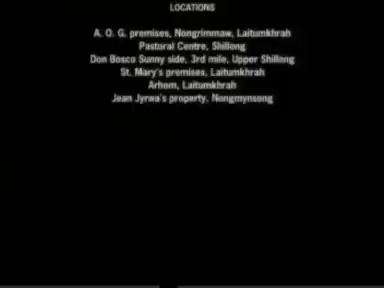 LOCATIONS
A. O. G. premises, Nongrimmaw, Laitumkhrah
Pastoral Centre, Shillong
Don Bosco Sunny side, 3rd mile, Upper Shillong
St. Mary's premises, Laitumkhrah
Arhom, Laitumkhrah
Jean Jyrwa's property, Nongmynsong